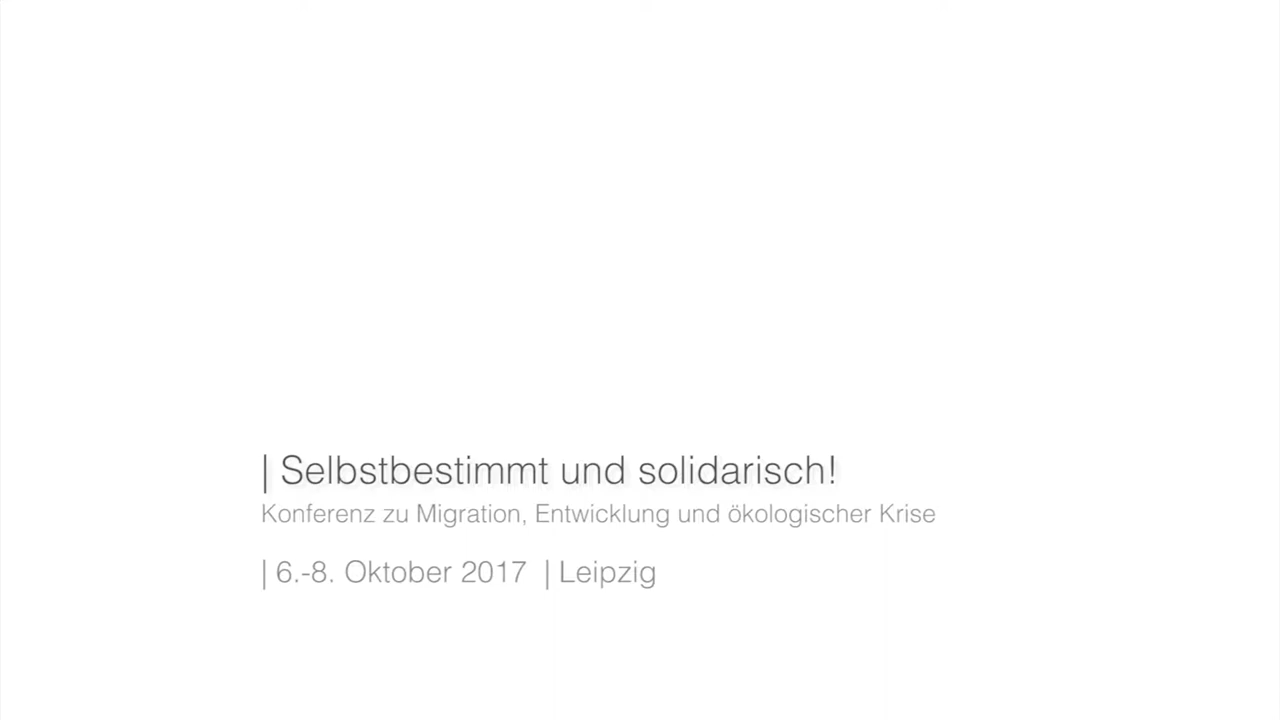 | Selbstbestimmt und solidarisch!
Konferenz zu Migration, Entwicklung und ökologischer Krise
| 6.-8. Oktober 2017 | Leipzig